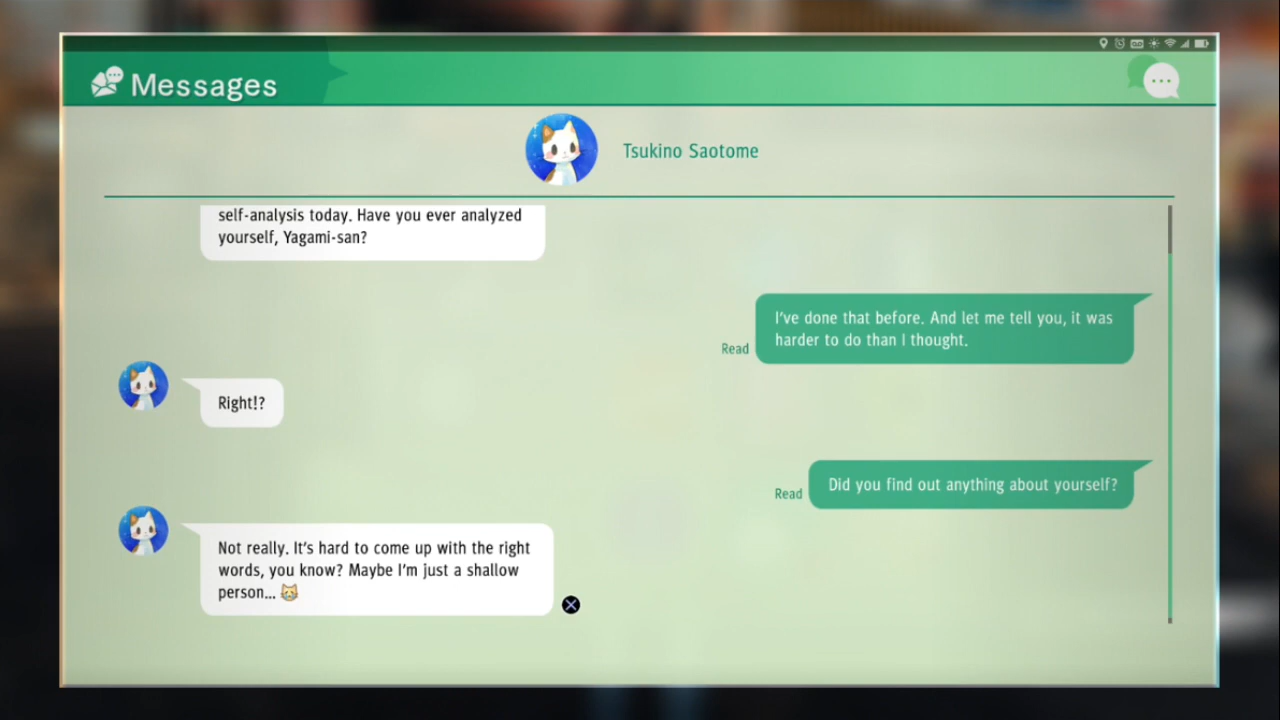 Messages
Tsukino Saotome
self-analysis today. Have you ever analyzed
yourself, Yagami-san?
I've done that before. And let me tell you, it was
harder to do than I thought.
Read
Right!?
Did you find out anything about yourself?
Read
Not really. It's hard to come up with the right
words, you know? Maybe I'm just a shallow
person... 😹